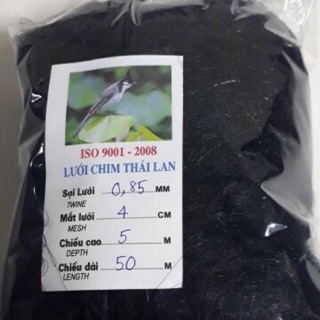 ISO 9001 - 2008
LƯỚI CHIM THÁI LAN
Sợi Lưới 0,85 MM
TWINE
Mắt lưới 4 CM
MESH
Chiều cao 5 M
DEPTH
Chiều dài 50 M
LENGTH